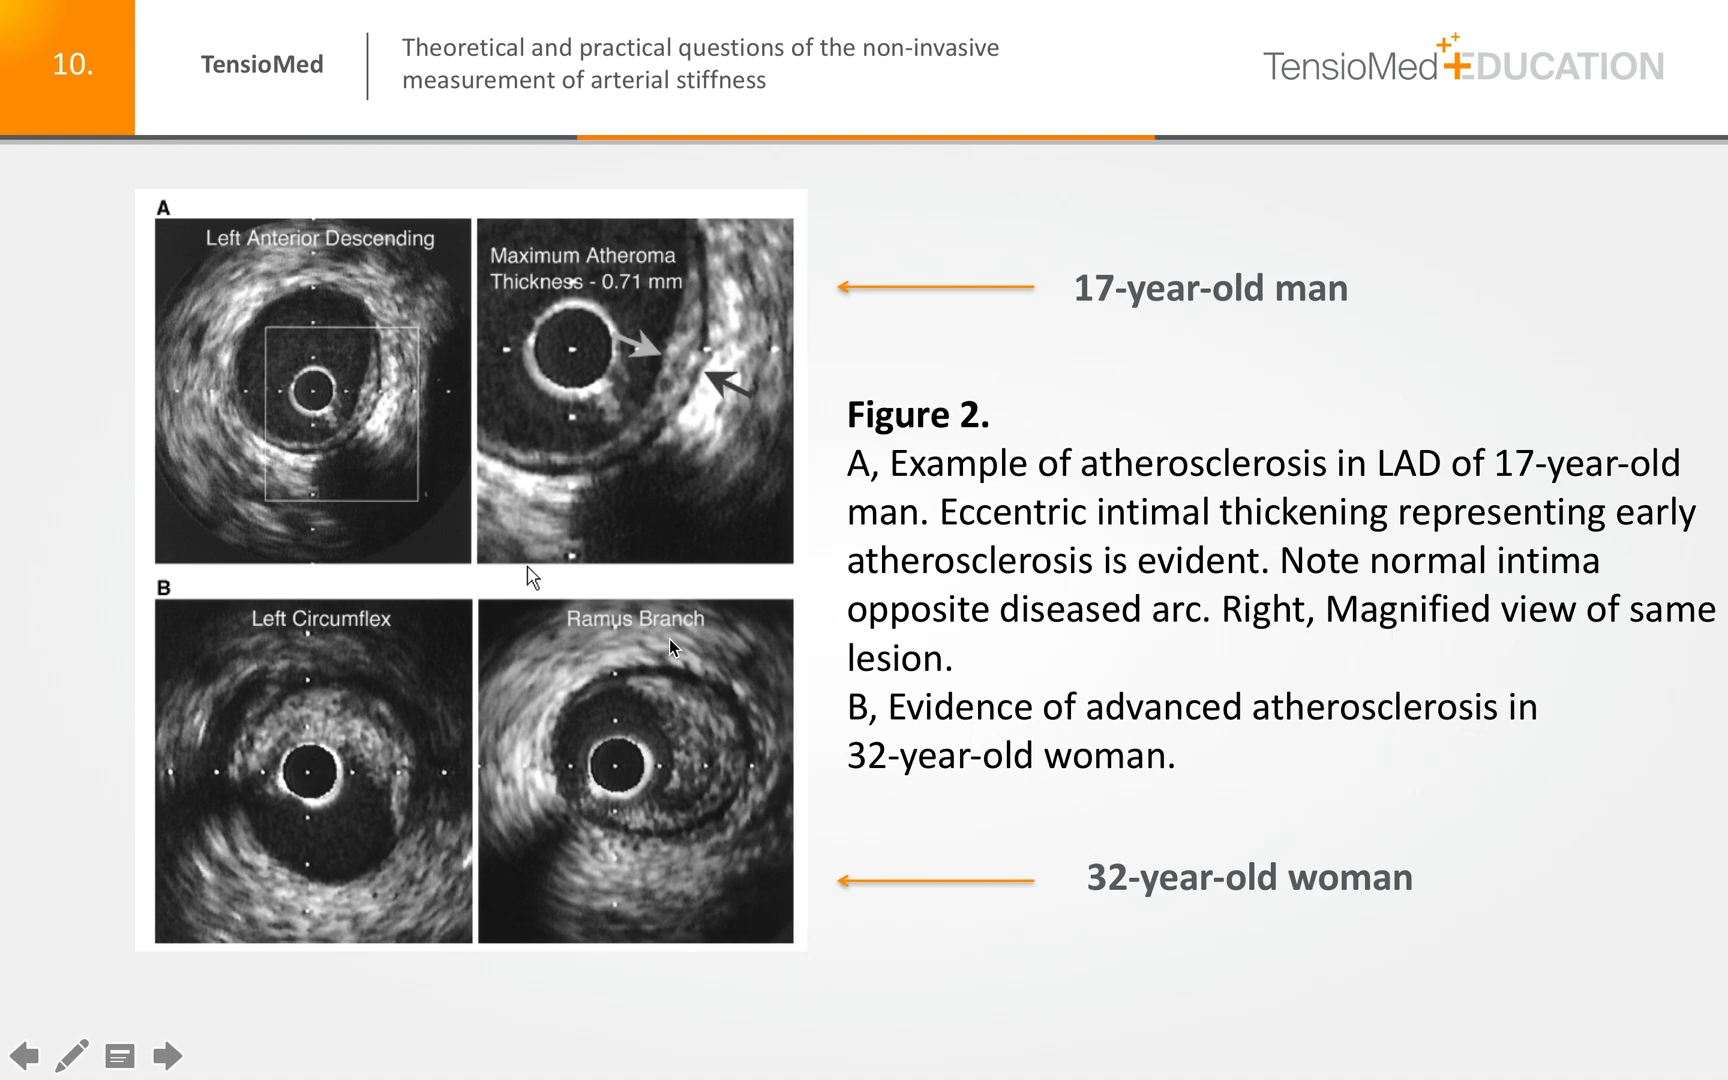 10.
TensioMed
Theoretical and practical questions of the non-invasive
measurement of arterial stiffness
TensioMed EDUCATION
A
Left Anterior Descending
Maximum Atheroma
Thickness - 0.71 mm
17-year-old man
Figure 2.
A, Example of atherosclerosis in LAD of 17-year-old
man. Eccentric intimal thickening representing early
atherosclerosis is evident. Note normal intima
opposite diseased arc. Right, Magnified view of same
lesion.
B, Evidence of advanced atherosclerosis in
32-year-old woman.
B
Left Circumflex
Ramus Branch
32-year-old woman